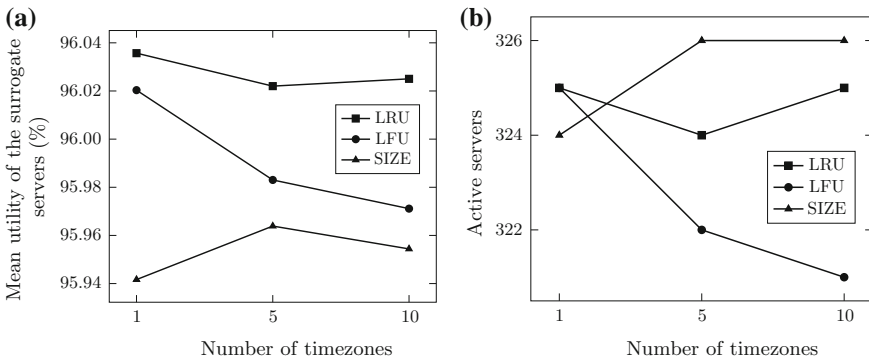 (a)
Mean utility of the surrogate
servers (%)
96.04
96.02
96.00
95.98
95.96
95.94
LRU
LFU
SIZE
1
5
10
Number of timezones
(b)
Active servers
326
324
322
LRU
LFU
SIZE
1
5
10
Number of timezones